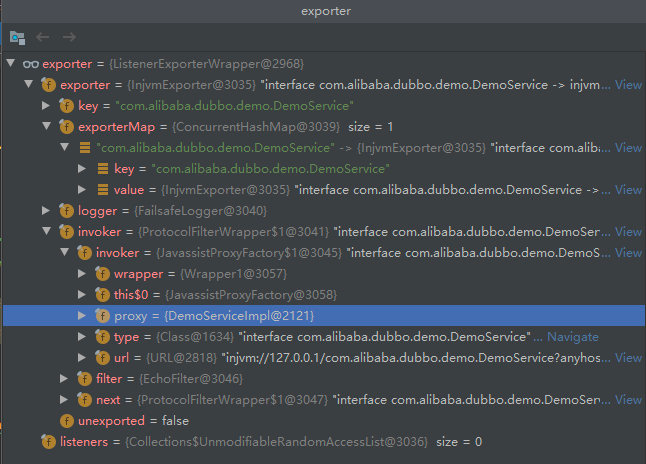 exporter
exporter = {ListenerExporterWrapper@2968}
exporter = {InjvmExporter@3035} "interface com.alibaba.dubbo.demo.DemoService -> injvm... View
key = "com.alibaba.dubbo.demo.DemoService"
exporterMap = {ConcurrentHashMap@3039} size = 1
"com.alibaba.dubbo.demo.DemoService" -> {InjvmExporter@3035} "interface com.aliba... View
key = "com.alibaba.dubbo.demo.DemoService"
value = {InjvmExporter@3035} "interface com.alibaba.dubbo.demo.DemoService ->... View
logger = {FailsafeLogger@3040}
invoker = {ProtocolFilterWrapper$1@3041} "interface com.alibaba.dubbo.demo.DemoSer... View
invoker = {JavassistProxyFactory$1@3045} "interface com.alibaba.dubbo.demo.DemoS... View
wrapper = {Wrapper1@3057}
this$0 = {JavassistProxyFactory@3058}
proxy = {DemoServiceImpl@2121}
type = {Class@1634} "interface com.alibaba.dubbo.demo.DemoService" ... Navigate
url = {URL@2818} "injvm://127.0.0.1/com.alibaba.dubbo.demo.DemoService?anyhos... View
filter = {EchoFilter@3046}
next = {ProtocolFilterWrapper$1@3047} "interface com.alibaba.dubbo.demo.DemoServ... View
unexported = false
listeners = {Collections$UnmodifiableRandomAccessList@3036} size = 0